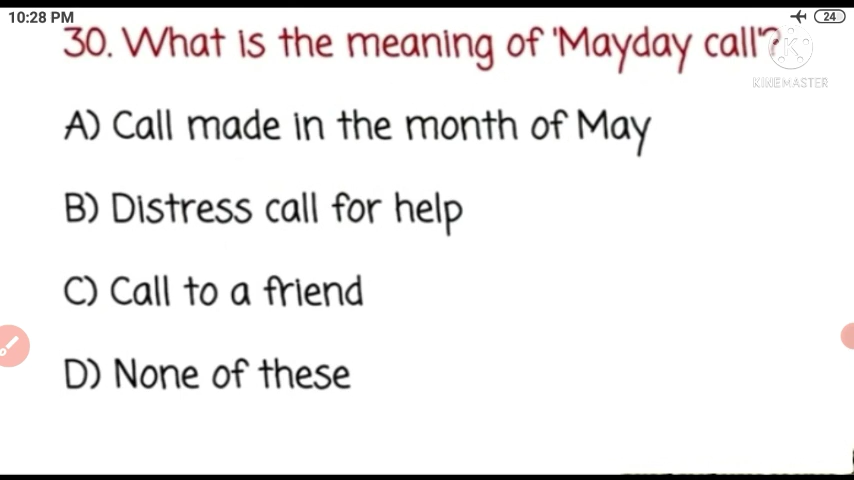 10:28 PM
24
30. What is the meaning of 'Mayday call'?
KINEMASTER
A) Call made in the month of May
B) Distress call for help
C) Call to a friend
D) None of these